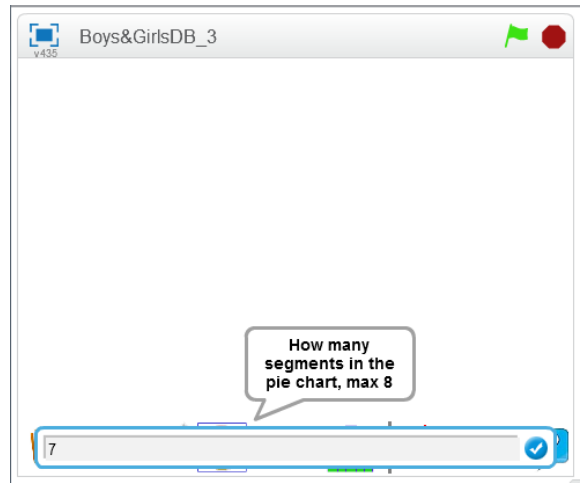 Boys&GirlsDB_3
v435
How many
segments in the
pie chart, max 8
7